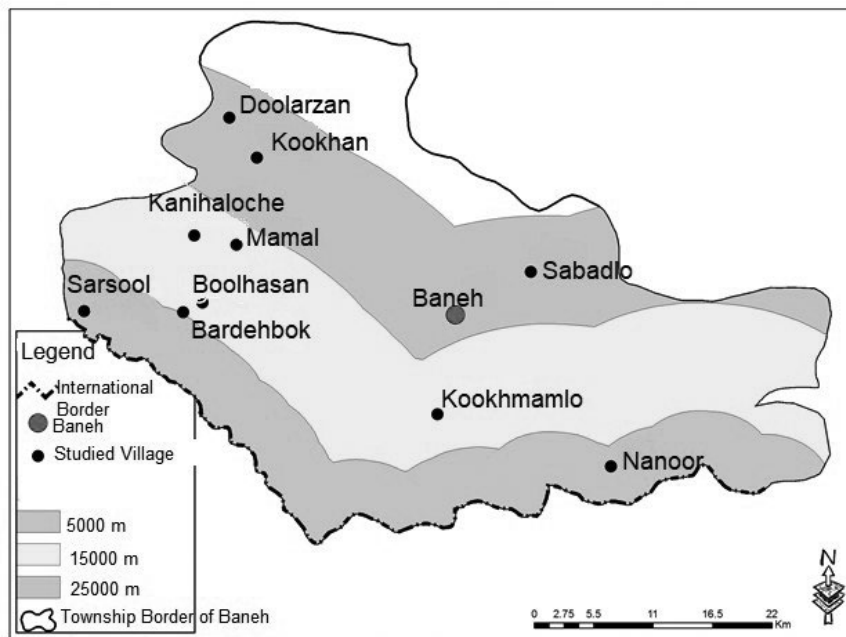 Doolarzan
Kookhan
Kanihaloche
Mamal
Sarsool
Boolhasan
Bardehbok
Baneh
Sabadlo
Kookhmamlo
Nanoor
Legend
International
Border
Baneh
Studied Village
5000 m
15000 m
25000 m
Township Border of Baneh
N
0 2.75 5.5 11 16.5 22
Km